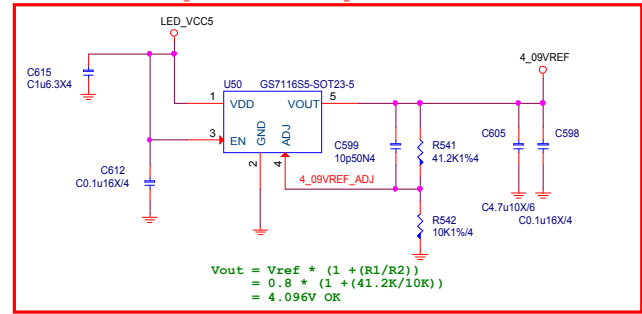 LED_VCC5
4_09VREF
C615
C1u6.3X4
U50 GS7116S5-SOT23-5
1 VDD VOUT 5
3 EN GND ADJ
2 4
C612
C0.1u16X/4
4_09VREF_ADJ
C599
10p50N4
R541
41.2K1%4
C605 C598
C4.7u10X/6
C0.1u16X/4
R542
10K1%/4
Vout = Vref * (1 +(R1/R2))
= 0.8 * (1 +(41.2K/10K))
= 4.096V OK